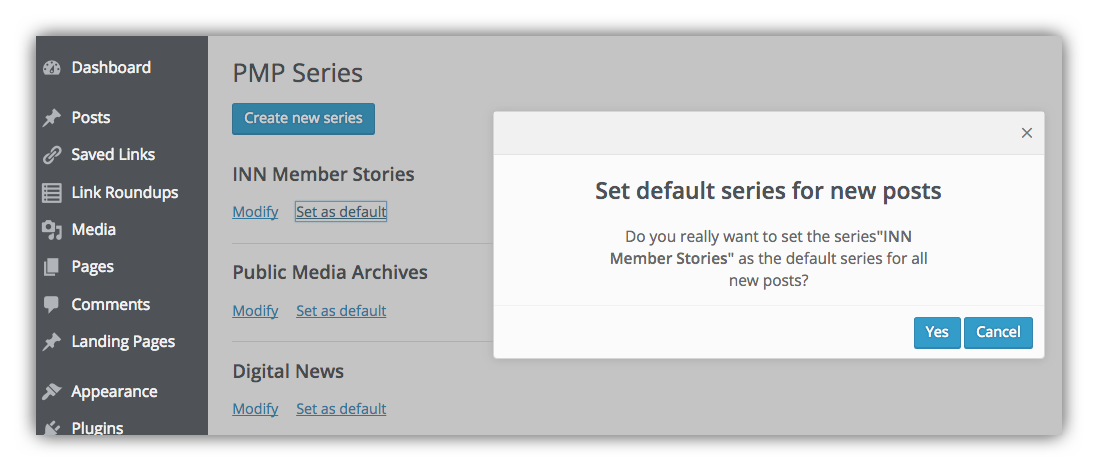 Dashboard
Posts
Saved Links
Link Roundups
Media
Pages
Comments
Landing Pages
Appearance
Plugins
PMP Series
Create new series
INN Member Stories
Modify Set as default
Public Media Archives
Modify Set as default
Digital News
Modify Set as default
×
Set default series for new posts
Do you really want to set the series"INN
Member Stories" as the default series for all
new posts?
Yes Cancel